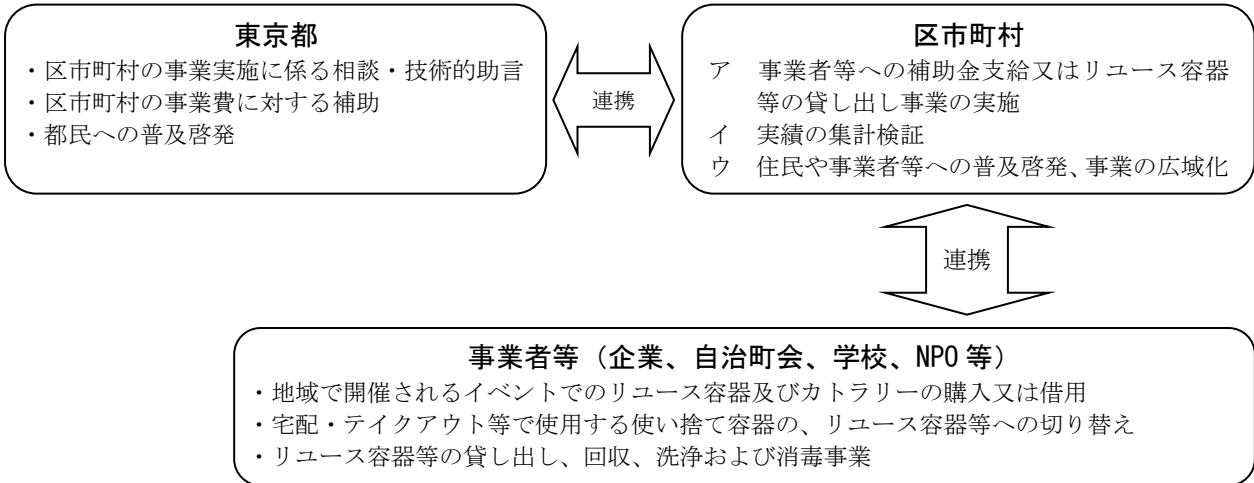 東京都
・区市町村の事業実施に係る相談・技術的助言
・区市町村の事業費に対する補助
・都民への普及啓発
連携
区市町村
ア　事業者等への補助金支給又はリユース容器
等の貸し出し事業の実施
イ　実績の集計検証
ウ　住民や事業者等への普及啓発、事業の広域化
連携
事業者等（企業、自治町会、学校、NPO 等）
・地域で開催されるイベントでのリユース容器及びカトラリーの購入又は借用
・宅配・テイクアウト等で使用する使い捨て容器の、リユース容器等への切り替え
・リユース容器等の貸し出し、回収、洗浄および消毒事業